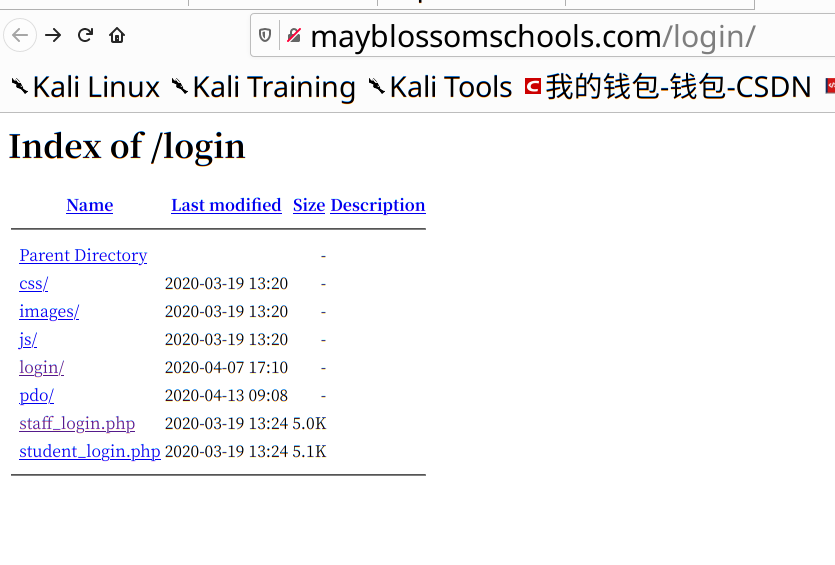 mayblossomschools.com/login/
Kali Linux Kali Training Kali Tools 我的钱包-钱包-CSDN
Index of /login
Name Last modified Size Description
Parent Directory -
css/ 2020-03-19 13:20 -
images/ 2020-03-19 13:20 -
js/ 2020-03-19 13:20 -
login/ 2020-04-07 17:10 -
pdo/ 2020-04-13 09:08 -
staff_login.php 2020-03-19 13:24 5.0K
student_login.php 2020-03-19 13:24 5.1K